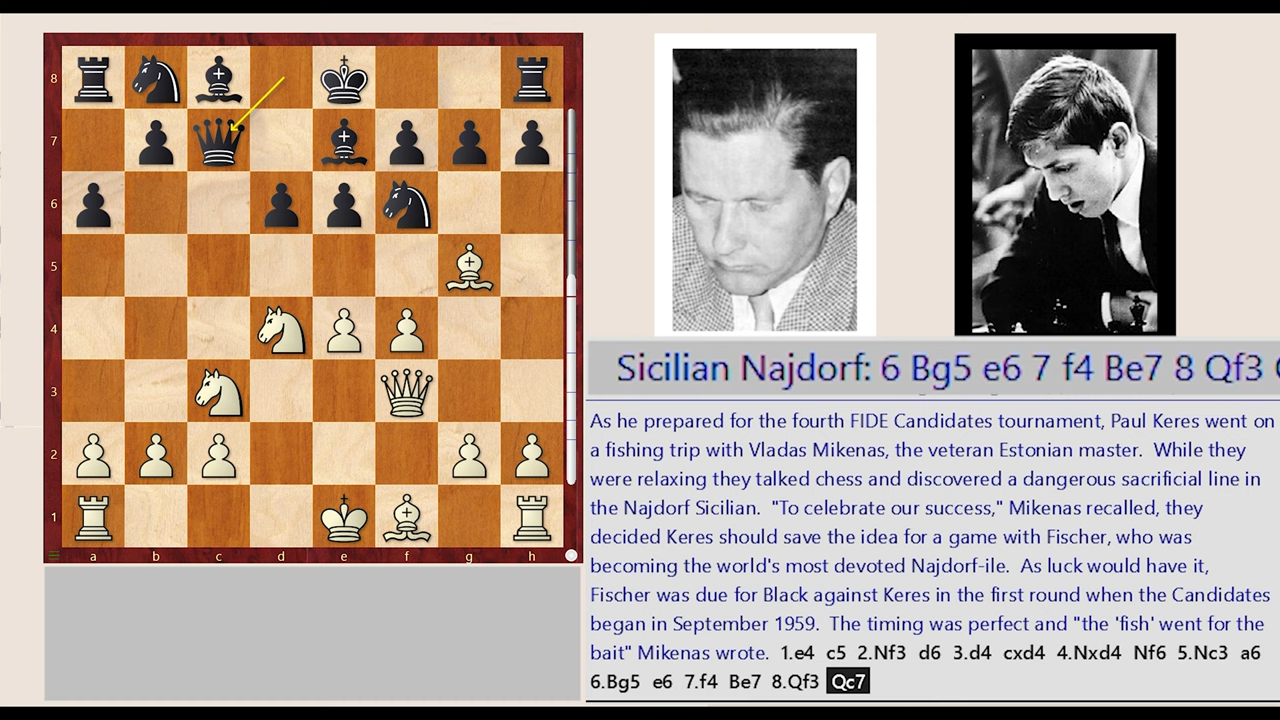 8
7
6
5
4
3
2
1
a b c d e f g h
Sicilian Najdorf: 6 Bg5 e6 7 f4 Be7 8 Qf3
As he prepared for the fourth FIDE Candidates tournament, Paul Keres went on
a fishing trip with Vladas Mikenas, the veteran Estonian master. While they
were relaxing they talked chess and discovered a dangerous sacrificial line in
the Najdorf Sicilian. "To celebrate our success," Mikenas recalled, they
decided Keres should save the idea for a game with Fischer, who was
becoming the world's most devoted Najdorf-ile. As luck would have it,
Fischer was due for Black against Keres in the first round when the Candidates
began in September 1959. The timing was perfect and "the 'fish' went for the
bait" Mikenas wrote. 1.e4 c5 2.Nf3 d6 3.d4 cxd4 4.Nxd4 Nf6 5.Nc3 a6
6.Bg5 e6 7.f4 Be7 8.Qf3 Qc7